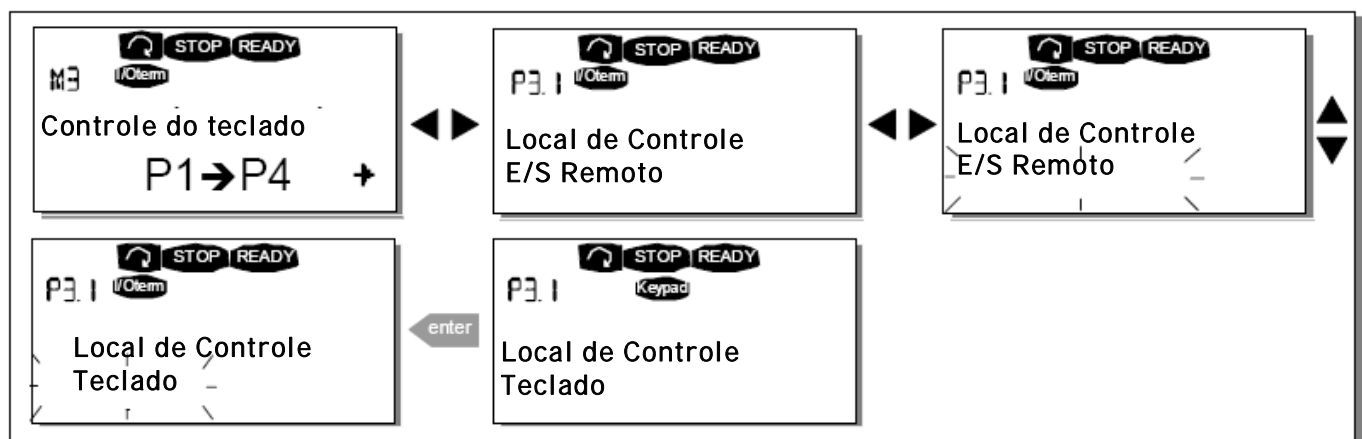 STOP READY
M3 I/Oterm
Controle do teclado
P1➔P4
STOP READY
P3.1 I/Oterm
Local de Controle
E/S Remoto
STOP READY
P3.1 I/Oterm
Local de Controle
E/S Remoto
STOP READY
P3.1 I/Oterm
Local de Controle
Teclado
enter
STOP READY
P3.1 Keypad
Local de Controle
Teclado